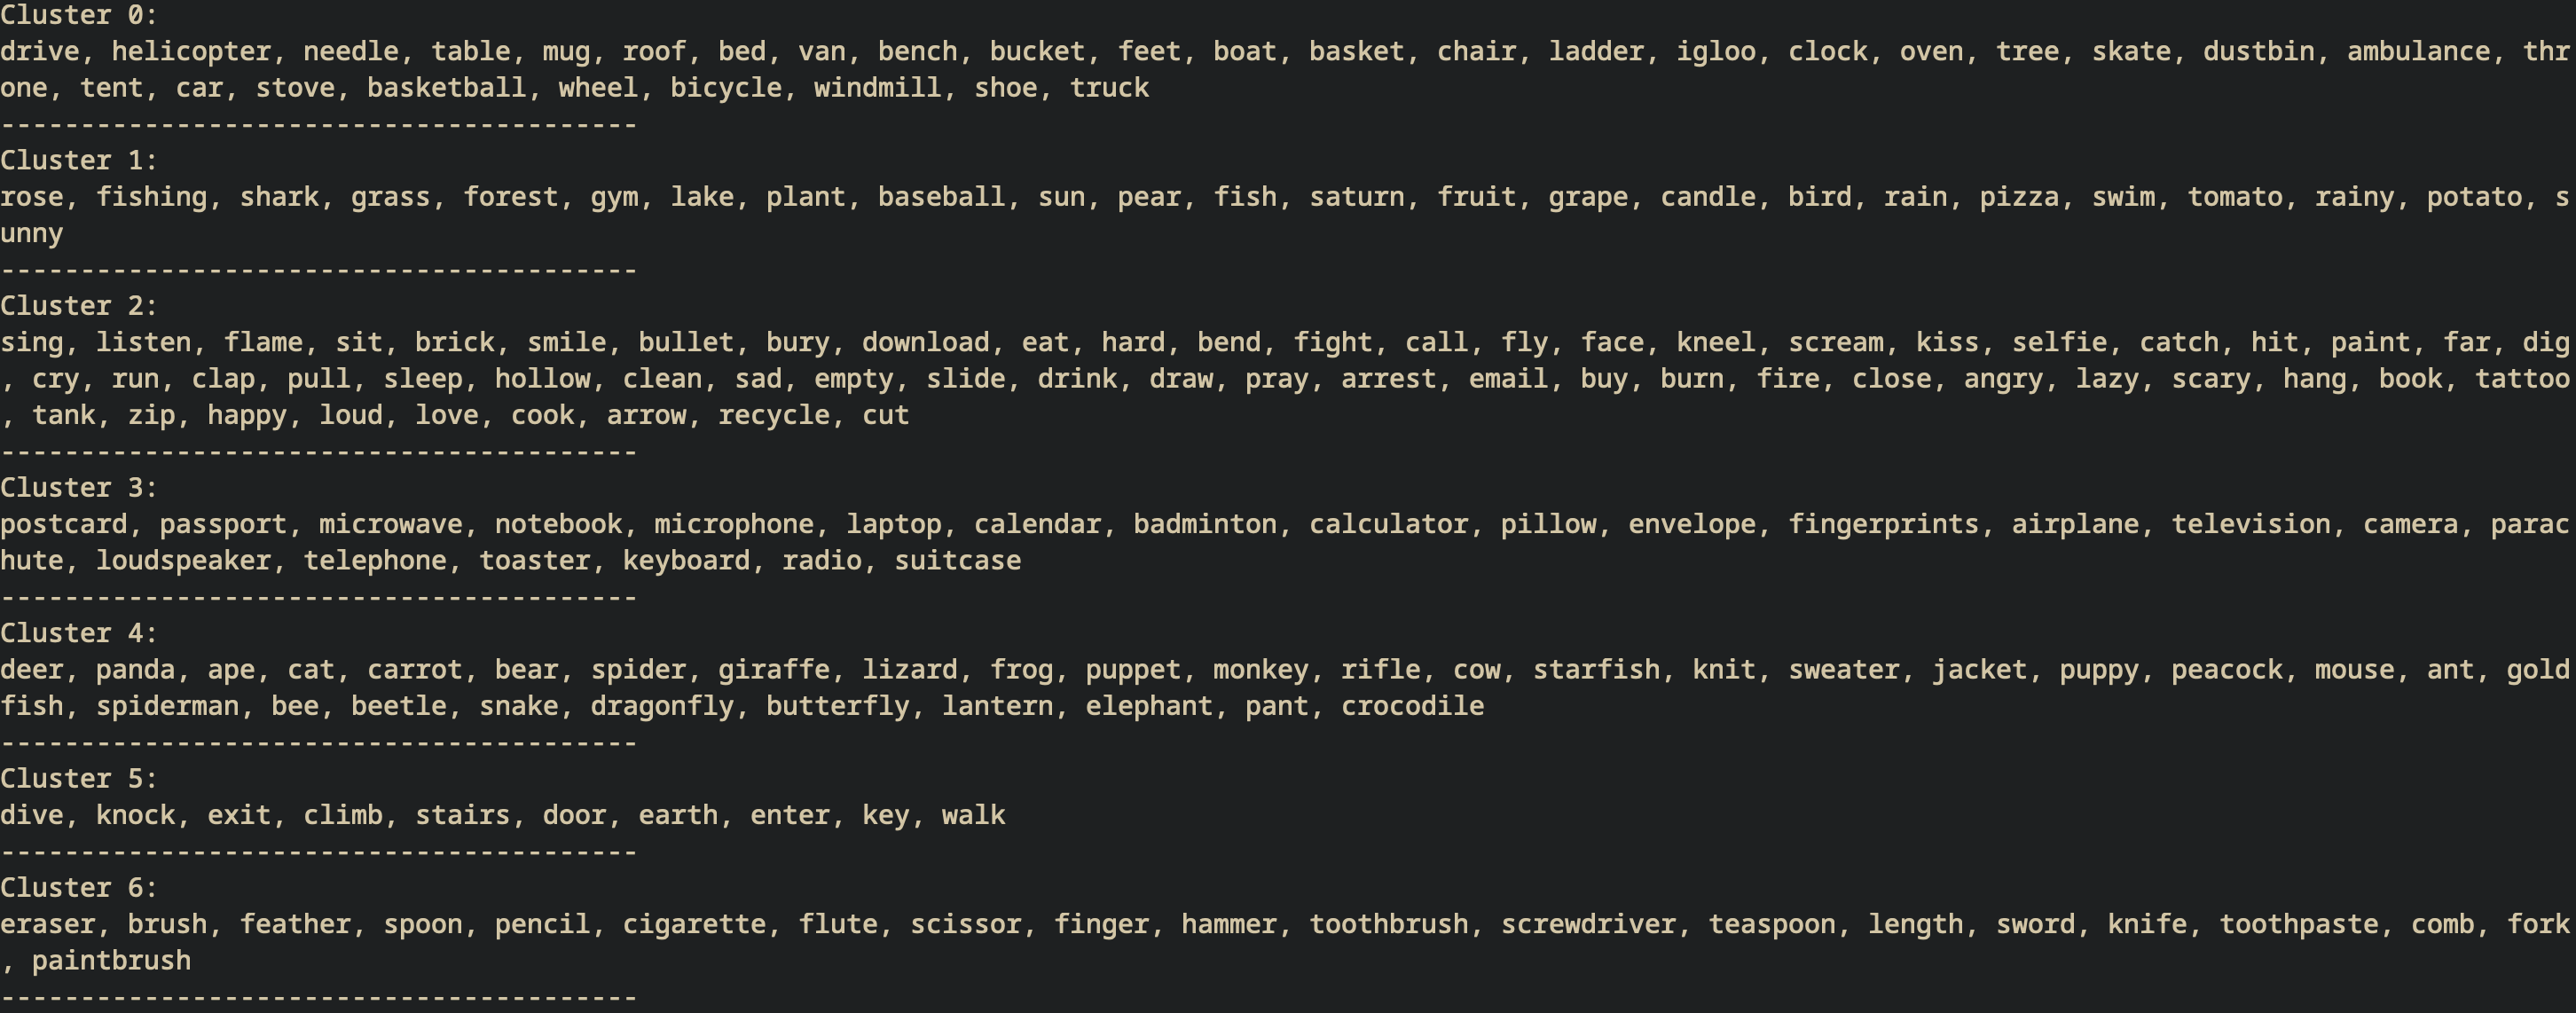 Cluster 0:
drive, helicopter, needle, table, mug, roof, bed, van, bench, bucket, feet, boat, basket, chair, ladder, igloo, clock, oven, tree, skate, dustbin, ambulance, thr
one, tent, car, stove, basketball, wheel, bicycle, windmill, shoe, truck
----------------------------------------
Cluster 1:
rose, fishing, shark, grass, forest, gym, lake, plant, baseball, sun, pear, fish, saturn, fruit, grape, candle, bird, rain, pizza, swim, tomato, rainy, potato, s
unny
----------------------------------------
Cluster 2:
sing, listen, flame, sit, brick, smile, bullet, bury, download, eat, hard, bend, fight, call, fly, face, kneel, scream, kiss, selfie, catch, hit, paint, far, dig
, cry, run, clap, pull, sleep, hollow, clean, sad, empty, slide, drink, draw, pray, arrest, email, buy, burn, fire, close, angry, lazy, scary, hang, book, tattoo
, tank, zip, happy, loud, love, cook, arrow, recycle, cut
----------------------------------------
Cluster 3:
postcard, passport, microwave, notebook, microphone, laptop, calendar, badminton, calculator, pillow, envelope, fingerprints, airplane, television, camera, parac
hute, loudspeaker, telephone, toaster, keyboard, radio, suitcase
----------------------------------------
Cluster 4:
deer, panda, ape, cat, carrot, bear, spider, giraffe, lizard, frog, puppet, monkey, rifle, cow, starfish, knit, sweater, jacket, puppy, peacock, mouse, ant, gold
fish, spiderman, bee, beetle, snake, dragonfly, butterfly, lantern, elephant, pant, crocodile
----------------------------------------
Cluster 5:
dive, knock, exit, climb, stairs, door, earth, enter, key, walk
----------------------------------------
Cluster 6:
eraser, brush, feather, spoon, pencil, cigarette, flute, scissor, finger, hammer, toothbrush, screwdriver, teaspoon, length, sword, knife, toothpaste, comb, fork
, paintbrush
----------------------------------------